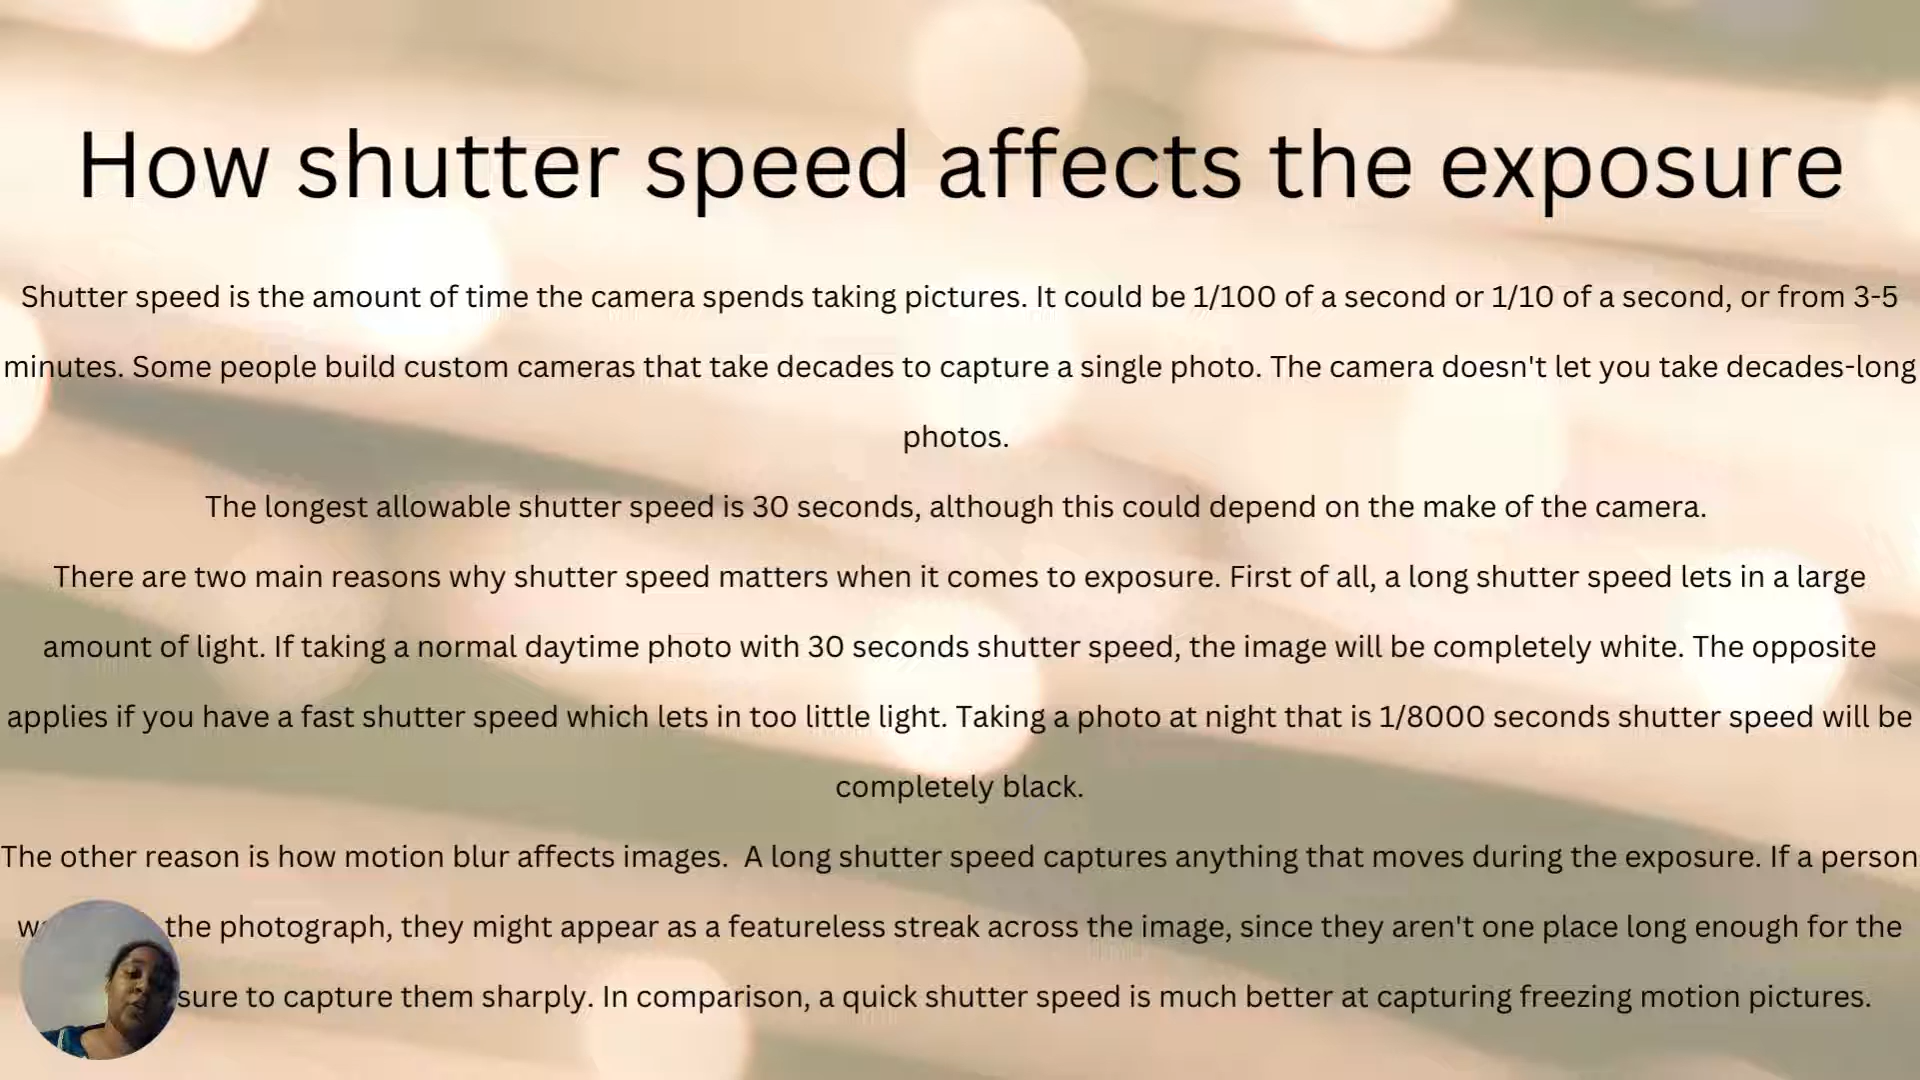 How shutter speed affects the exposure
Shutter speed is the amount of time the camera spends taking pictures. It could be 1/100 of a second or 1/10 of a second, or from 3-5
minutes. Some people build custom cameras that take decades to capture a single photo. The camera doesn't let you take decades-long
photos.
The longest allowable shutter speed is 30 seconds, although this could depend on the make of the camera.
There are two main reasons why shutter speed matters when it comes to exposure. First of all, a long shutter speed lets in a large
amount of light. If taking a normal daytime photo with 30 seconds shutter speed, the image will be completely white. The opposite
applies if you have a fast shutter speed which lets in too little light. Taking a photo at night that is 1/8000 seconds shutter speed will be
completely black.
The other reason is how motion blur affects images. A long shutter speed captures anything that moves during the exposure. If a person
the photograph, they might appear as a featureless streak across the image, since they aren't one place long enough for the
to capture them sharply. In comparison, a quick shutter speed is much better at capturing freezing motion pictures.